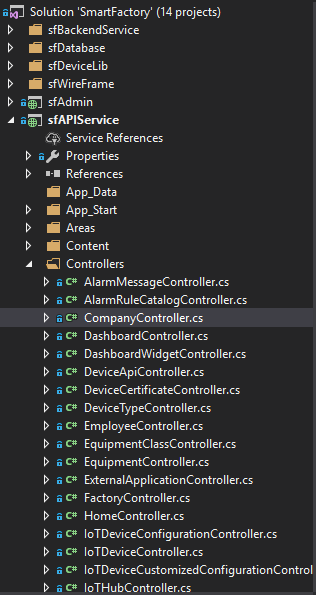 Solution 'SmartFactory' (14 projects)
sfBackendService
sfDatabase
sfDeviceLib
sfWireFrame
sfAdmin
sfAPIService
Service References
Properties
References
App_Data
App_Start
Areas
Content
Controllers
C# AlarmMessageController.cs
C# AlarmRuleCatalogController.cs
C# CompanyController.cs
C# DashboardController.cs
C# DashboardWidgetController.cs
C# DeviceApiController.cs
C# DeviceCertificateController.cs
C# DeviceTypeController.cs
C# EmployeeController.cs
C# EquipmentClassController.cs
C# EquipmentController.cs
C# ExternalApplicationController.cs
C# FactoryController.cs
C# HomeController.cs
C# IoTDeviceConfigurationController.cs
C# IoTDeviceController.cs
C# IoTDeviceCustomizedConfigurationControl
C# IoTHubController.cs